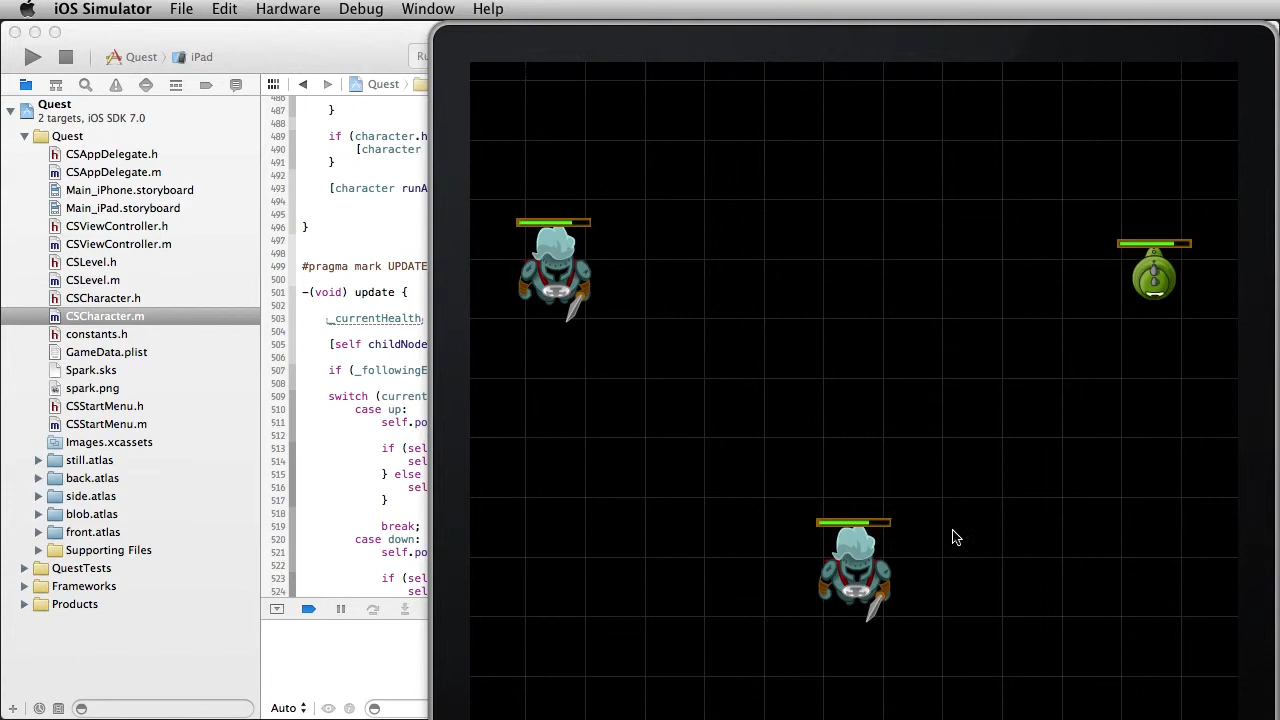 iOS Simulator File Edit Hardware Debug Window Help
Quest iPad Ru
Quest
Quest
2 targets, iOS SDK 7.0
Quest
CSAppDelegate.h
CSAppDelegate.m
Main_iPhone.storyboard
Main_iPad.storyboard
CSViewController.h
CSViewController.m
CSLevel.h
CSLevel.m
CSCharacter.h
CSCharacter.m
constants.h
GameData.plist
Spark.sks
spark.png
CSStartMenu.h
CSStartMenu.m
Images.xcassets
still.atlas
back.atlas
side.atlas
blob.atlas
front.atlas
Supporting Files
QuestTests
Frameworks
Products
486
487 }
488
489 if (character.h
490 [character
491 }
492
493 [character runA
494
495
496 }
497
498
499 #pragma mark UPDATE
500
501 -(void) update {
502
503 _currentHealth
504
505 [self childNode
506
507 if (_followingE
508
509 switch (current
510 case up:
511 self.po
512
513 if (sel
514 se
515 } else
516 se
517 }
518
519 break;
520 case down:
521 self.po
522
523 if (sel
524 se
Auto